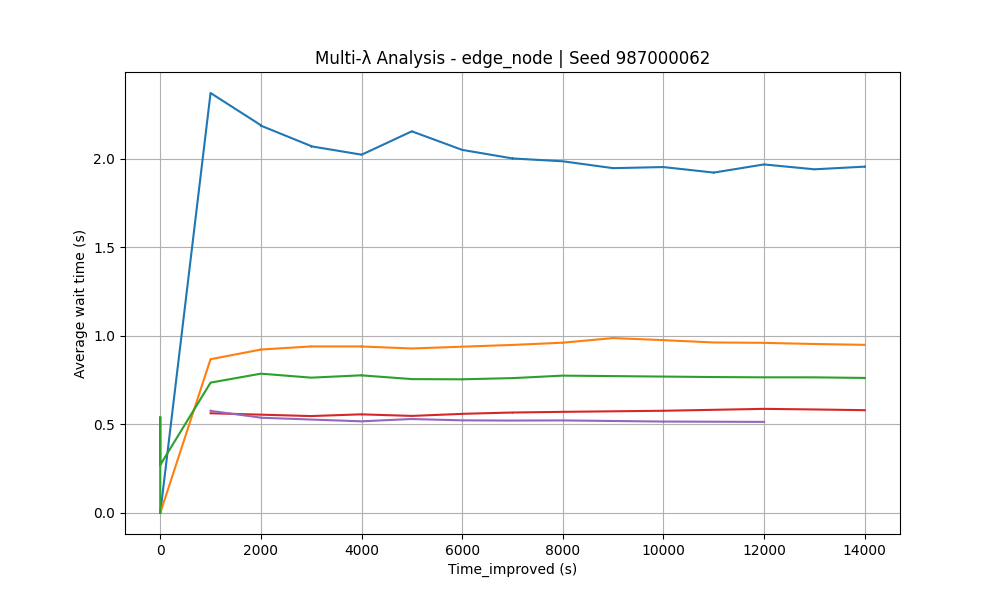 Multi-λ Analysis - edge_node | Seed 987000062
Average wait time (s)
2.0
1.5
1.0
0.5
0.0
0 2000 4000 6000 8000 10000 12000 14000
Time_improved (s)